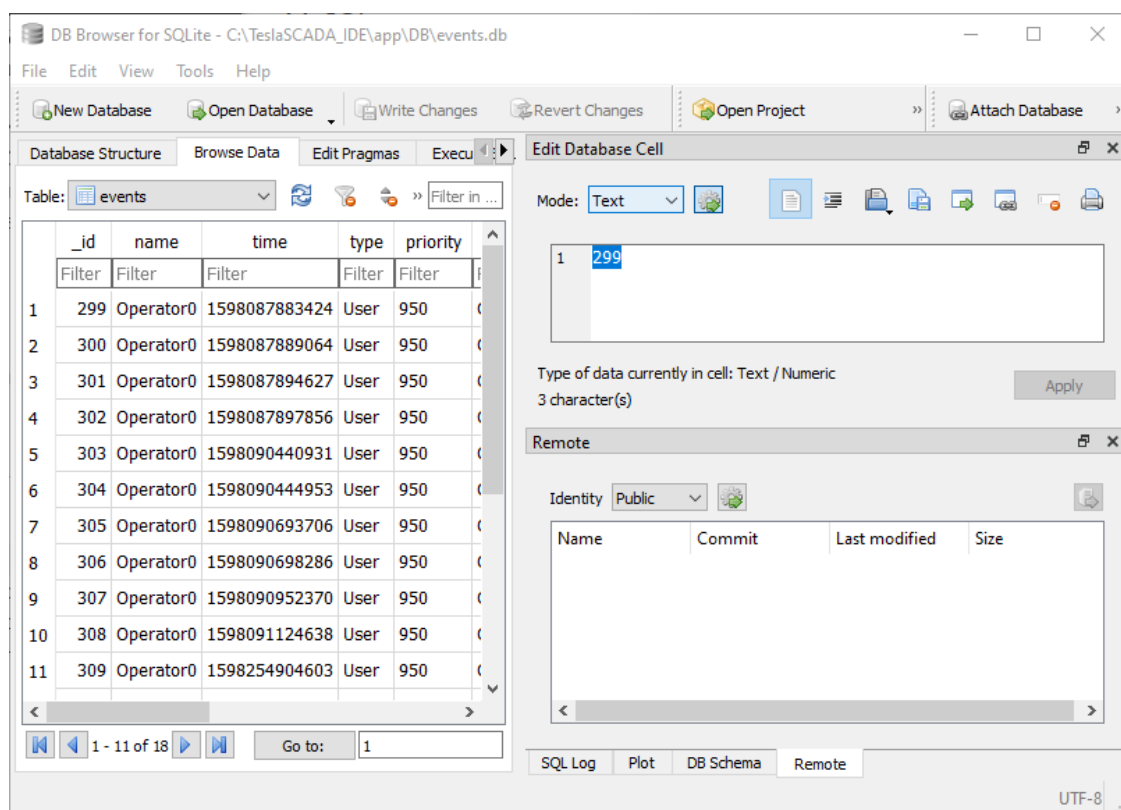 DB Browser for SQLite - C:\TeslaSCADA_IDE\app\DB\events.db
File Edit View Tools Help
New Database Open Database Write Changes Revert Changes Open Project » Attach Database
Database Structure Browse Data Edit Pragmas Execu
Table: events » Filter in ...
_id name time type priority
Filter Filter Filter Filter Filter
1 299 Operator0 1598087883424 User 950
2 300 Operator0 1598087889064 User 950
3 301 Operator0 1598087894627 User 950
4 302 Operator0 1598087897856 User 950
5 303 Operator0 1598090440931 User 950
6 304 Operator0 1598090444953 User 950
7 305 Operator0 1598090693706 User 950
8 306 Operator0 1598090698286 User 950
9 307 Operator0 1598090952370 User 950
10 308 Operator0 1598091124638 User 950
11 309 Operator0 1598254904603 User 950
1 - 11 of 18 Go to: 1
Edit Database Cell
Mode: Text
1 299
Type of data currently in cell: Text / Numeric
3 character(s)
Apply
Remote
Identity Public
Name Commit Last modified Size
SQL Log Plot DB Schema Remote
UTF-8